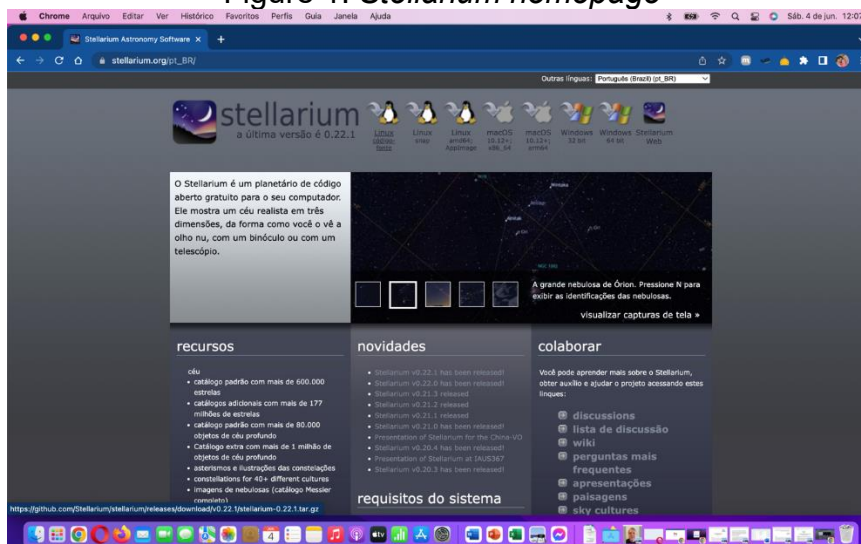 Figure 1. Stellarium homepage
Chrome Arquivo Editar Ver Histórico Favoritos Perfis Guia Janela Ajuda
Sáb. 4 de jun. 12:07
Stellarium Astronomy Software
stellarium.org/pt_BR/
Outras línguas: Português (Brazil) (pt_BR)
stellarium
a última versão é 0.22.1
Linux código-fonte
Linux snap
Linux amd64; AppImage
macOS 10.12+; x86_64
macOS 10.12+; arm64
Windows 32 bit
Windows 64 bit
Stellarium Web
O Stellarium é um planetário de código
aberto gratuito para o seu computador.
Ele mostra um céu realista em três
dimensões, da forma como você o vê a
olho nu, com um binóculo ou com um
telescópio.
A grande nebulosa de Órion. Pressione N para
exibir as identificações das nebulosas.
visualizar capturas de tela »
recursos
céu
catálogo padrão com mais de 600.000
estrelas
catálogos adicionais com mais de 177
milhões de estrelas
catálogo padrão com mais de 80.000
objetos de céu profundo
Catálogo extra com mais de 1 milhão de
objetos de céu profundo
asterismos e ilustrações das constelações
constellations for 40+ different cultures
imagens de nebulosas (catálogo Messier
completo)
novidades
Stellarium v0.22.1 has been released!
Stellarium v0.22.0 has been released!
Stellarium v0.21.3 released
Stellarium v0.21.2 released
Stellarium v0.21.1 released
Stellarium v0.21.0 has been released!
Presentation of Stellarium for the China-VO
Stellarium v0.20.4 has been released!
Presentation of Stellarium at IAUS367
Stellarium v0.20.3 has been released!
requisitos do sistema
colaborar
Você pode aprender mais sobre o Stellarium,
obter auxílio e ajudar o projeto acessando estes
linques:
discussions
lista de discussão
wiki
perguntas mais
frequentes
apresentações
paisagens
sky cultures
https://github.com/Stellarium/stellarium/releases/download/v0.22.1/stellarium-0.22.1.tar.gz